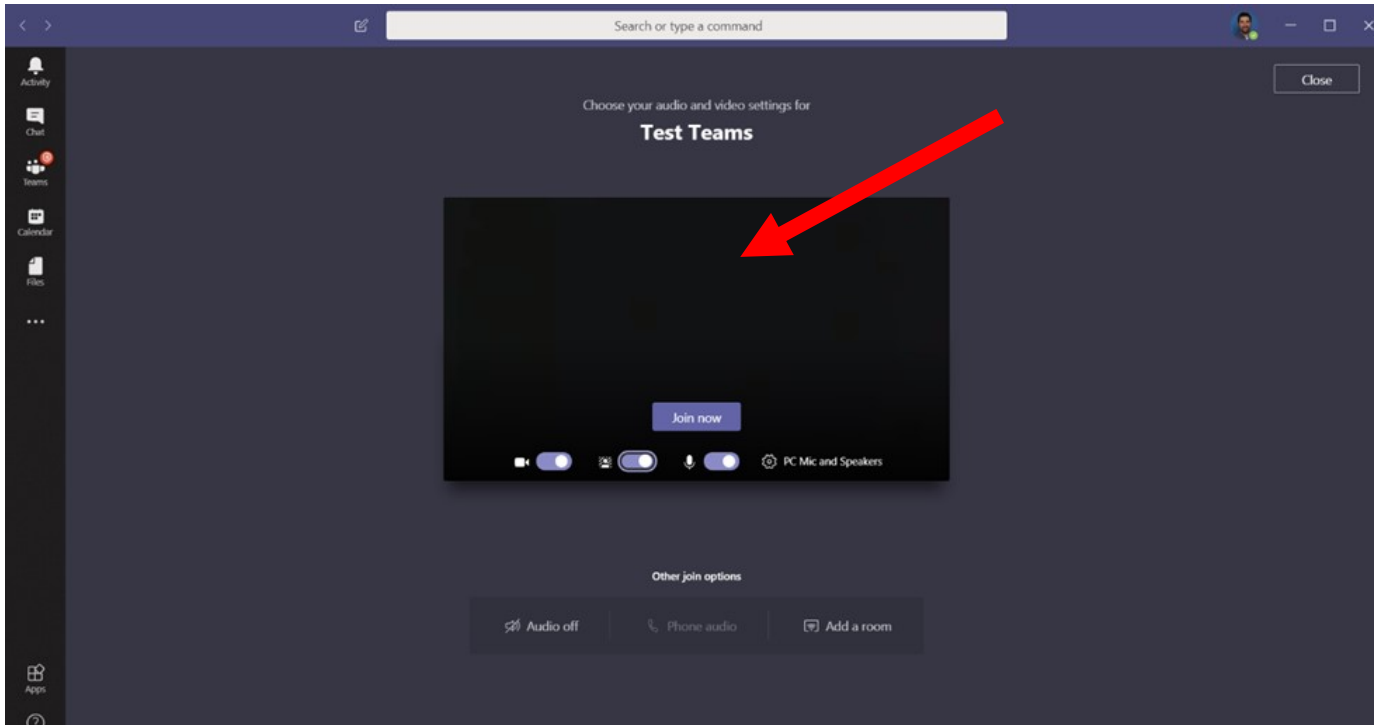 Search or type a command
Activity
Chat
Teams
Calendar
Files
Apps
Close
Choose your audio and video settings for
Test Teams
Join now
PC Mic and Speakers
Other join options
Audio off
Phone audio
Add a room